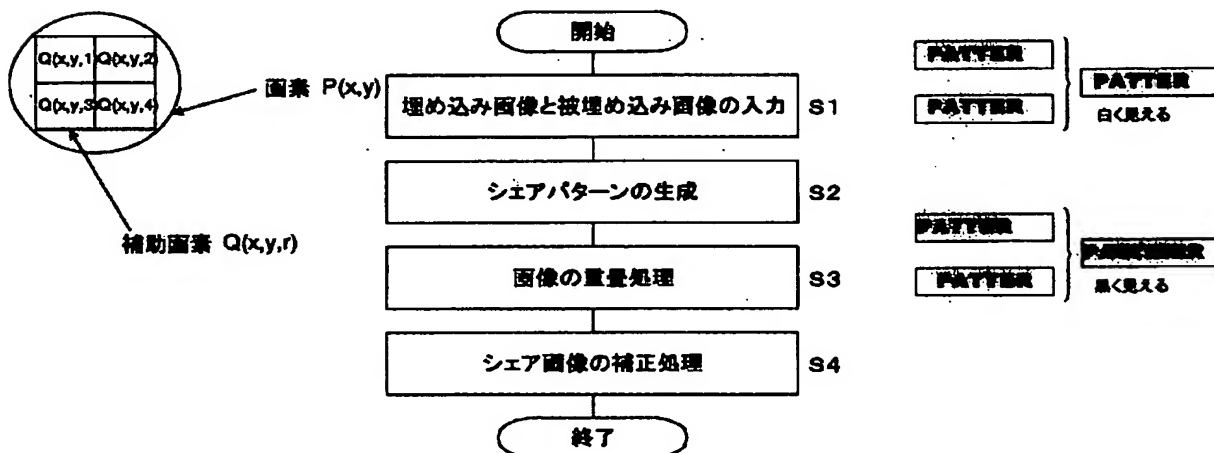 Q(x,y,1) Q(x,y,2)
Q(x,y,3) Q(x,y,4)
画素 P(x,y)
補助画素 Q(x,y,r)
開始
埋め込み画像と被埋め込み画像の入力 S1
シェアパターンの生成 S2
画像の重畳処理 S3
シェア画像の補正処理 S4
終了
PATTER
PATTER
PATTER
白く見える
PATTER
PATTER
黒く見える